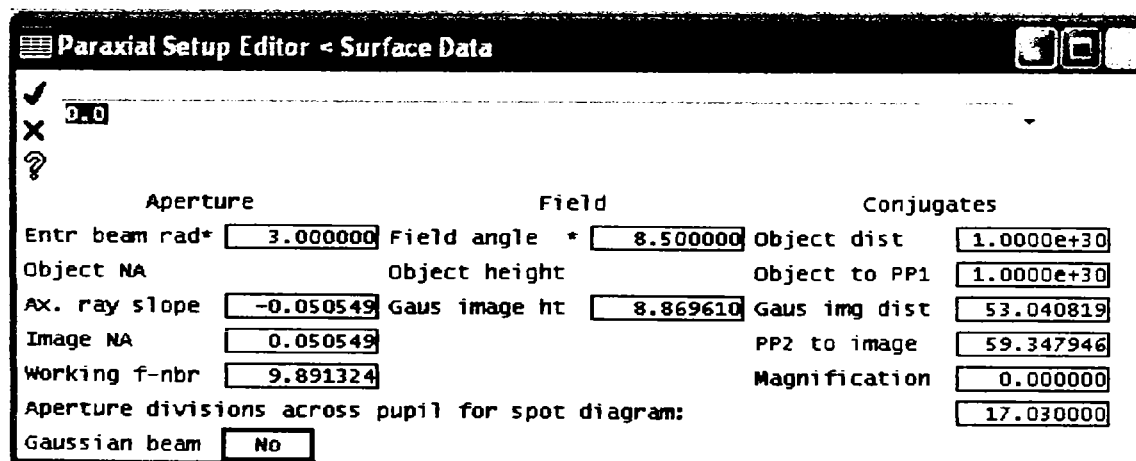 Paraxial Setup Editor < Surface Data
0.0
Aperture Field Conjugates
Entr beam rad* 3.000000 Field angle * 8.500000 Object dist 1.0000e+30
Object NA Object height Object to PP1 1.0000e+30
Ax. ray slope -0.050549 Gaus image ht 8.869610 Gaus img dist 53.040819
Image NA 0.050549 PP2 to image 59.347946
Working f-nbr 9.891324 Magnification 0.000000
Aperture divisions across pupil for spot diagram: 17.030000
Gaussian beam No